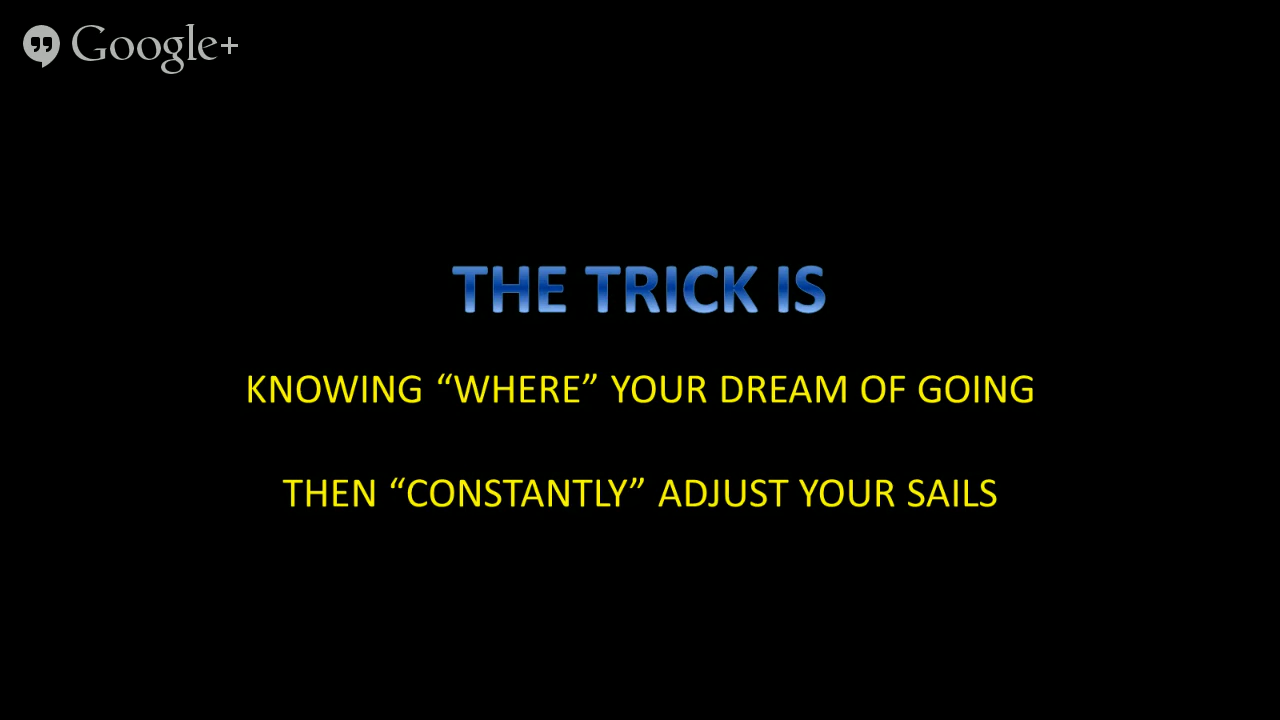 Google+
THE TRICK IS
KNOWING “WHERE” YOUR DREAM OF GOING
THEN “CONSTANTLY” ADJUST YOUR SAILS